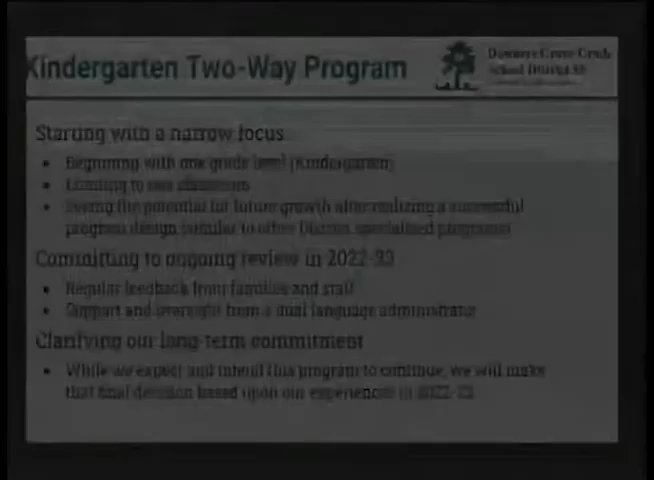 Kindergarten Two-Way Program
Downers Grove Grade
School District 58
Starting with a narrow focus
• Beginning with one grade level (Kindergarten)
• Limiting to one classroom
• Seeing the potential for future growth after realizing a successful
program design (similar to other District specialized programs)
Committing to ongoing review in 2022-23
• Regular feedback from families and staff
• Support and oversight from a dual language administrator
Clarifying our long-term commitment
• While we expect and intend this program to continue, we will make
that final decision based upon our experiences in 2022-23